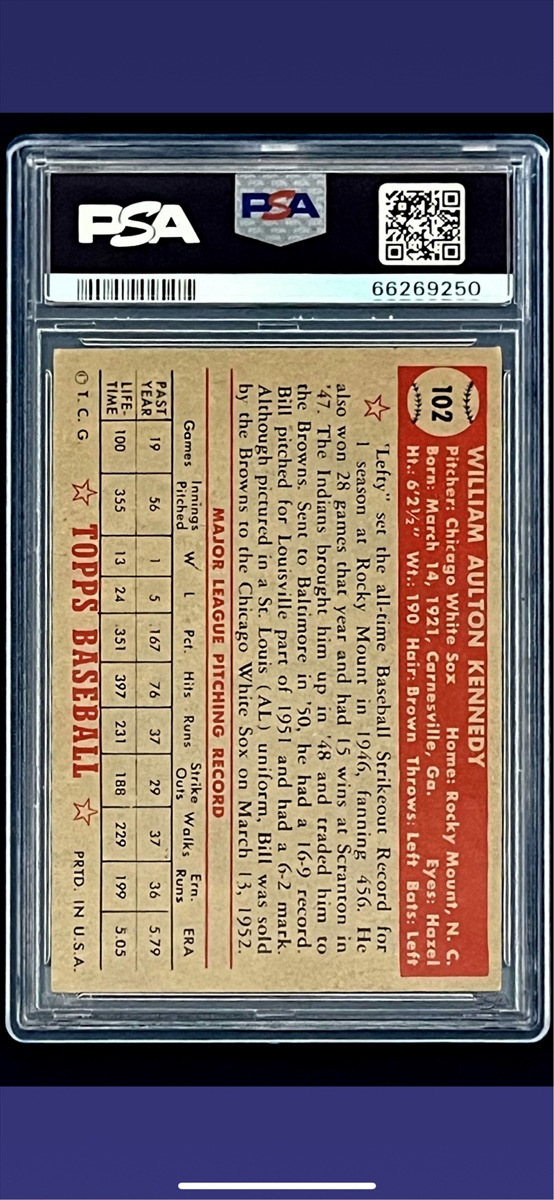 PSA
PSA
66269250
102
WILLIAM AULTON KENNEDY
Pitcher: Chicago White Sox Home: Rocky Mount, N. C.
Born: March 14, 1921, Carnesville, Ga. Eyes: Hazel
Ht.: 6'2½" Wt.: 190 Hair: Brown Throws: Left Bats: Left
"Lefty" set the all-time Baseball Strikeout Record for
1 season at Rocky Mount in 1946, fanning 456. He
also won 28 games that year and had 15 wins at Scranton in
'47. The Indians brought him up in '48 and traded him to
the Browns. Sent to Baltimore in '50, he had a 16-9 record.
Bill pitched for Louisville part of 1951 and had a 6-2 mark.
Although pictured in a St. Louis (AL) uniform, Bill was sold
by the Browns to the Chicago White Sox on March 13, 1952.
MAJOR LEAGUE PITCHING RECORD
Games Innings Pitched W L Pct. Hits Runs Strike Outs Walks Ern. Runs ERA
PAST YEAR 19 56 1 5 .167 76 37 29 37 36 5.79
LIFE-TIME 100 355 13 24 .351 397 231 188 229 199 5.05
© T. C. G TOPPS BASEBALL PRTD. IN U.S.A.